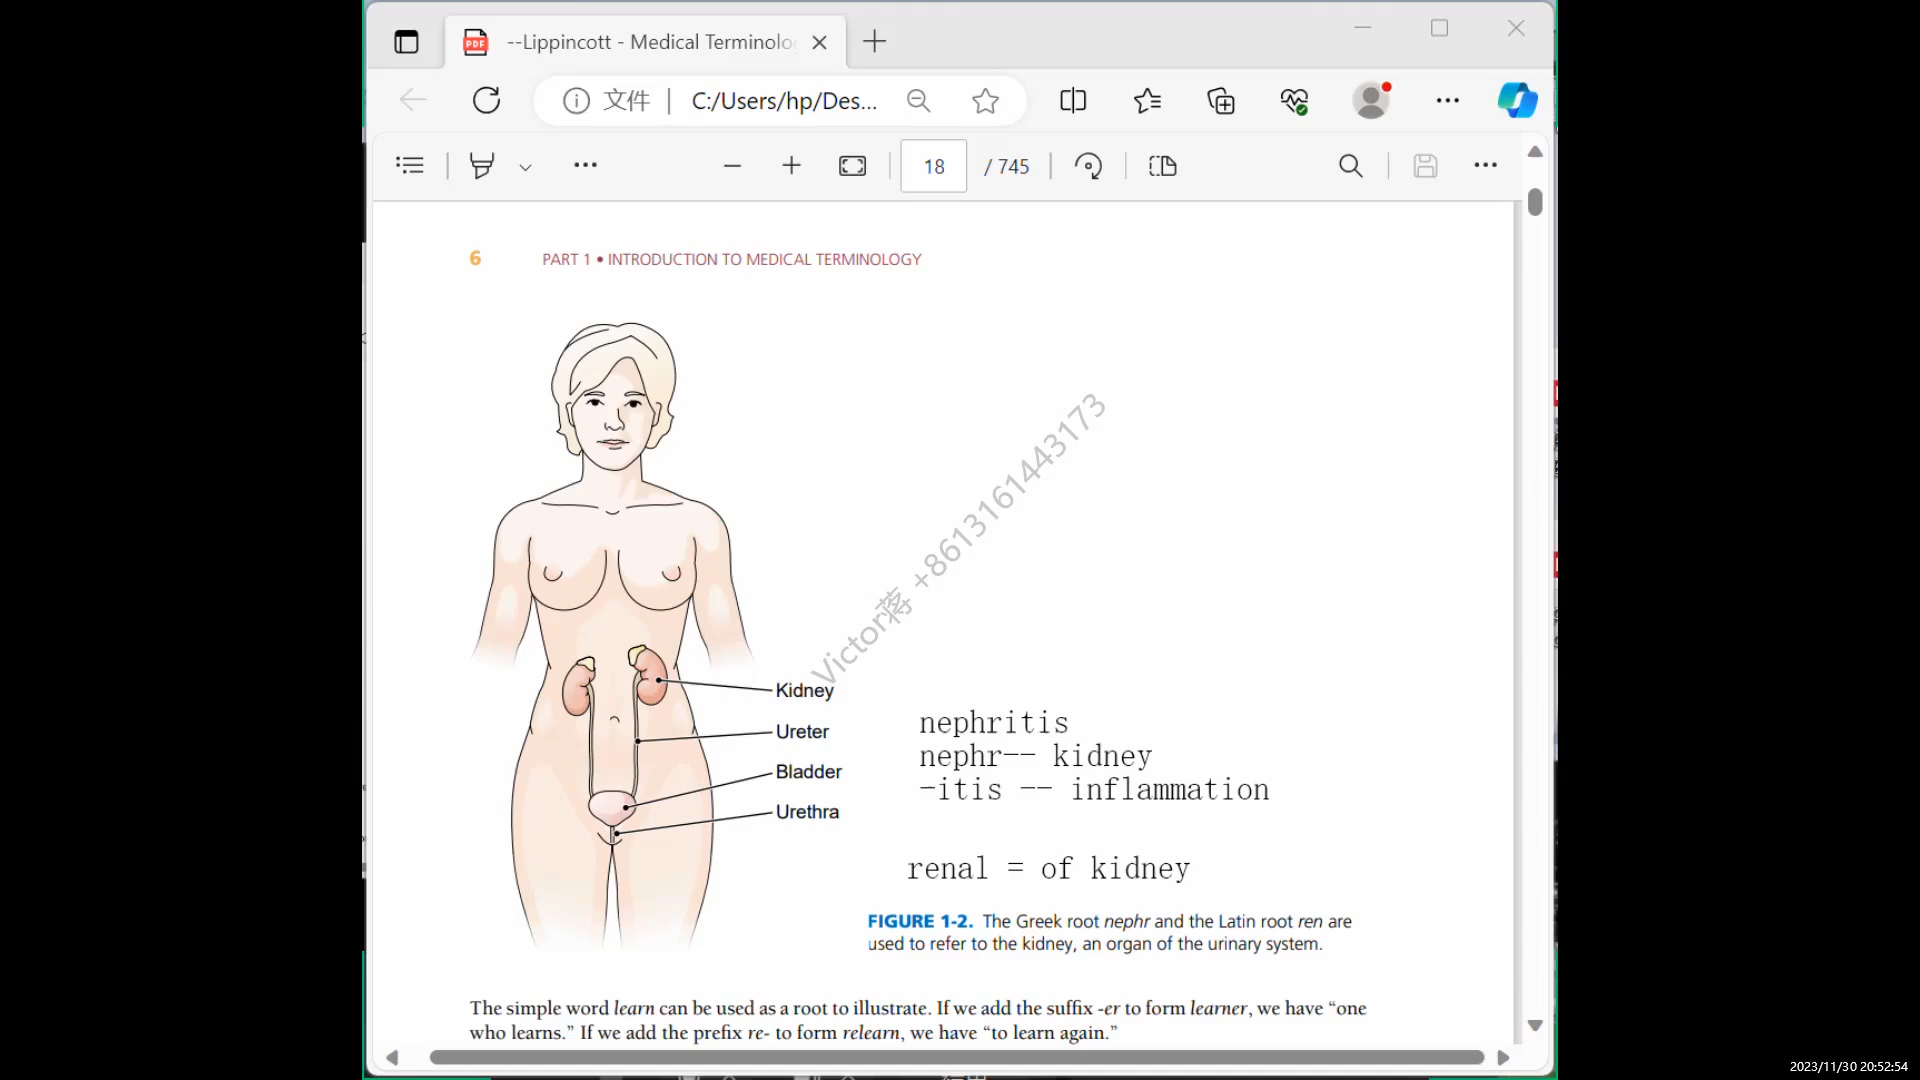 --Lippincott - Medical Terminolo
文件
C:/Users/hp/Des...
18
/ 745
6
PART 1 • INTRODUCTION TO MEDICAL TERMINOLOGY
Victor蒋 +8613161443173
Kidney
Ureter
Bladder
Urethra
nephritis
nephr-- kidney
-itis -- inflammation
renal = of kidney
FIGURE 1-2. The Greek root nephr and the Latin root ren are
used to refer to the kidney, an organ of the urinary system.
The simple word learn can be used as a root to illustrate. If we add the suffix -er to form learner, we have “one
who learns.” If we add the prefix re- to form relearn, we have “to learn again.”
2023/11/30 20:52:54